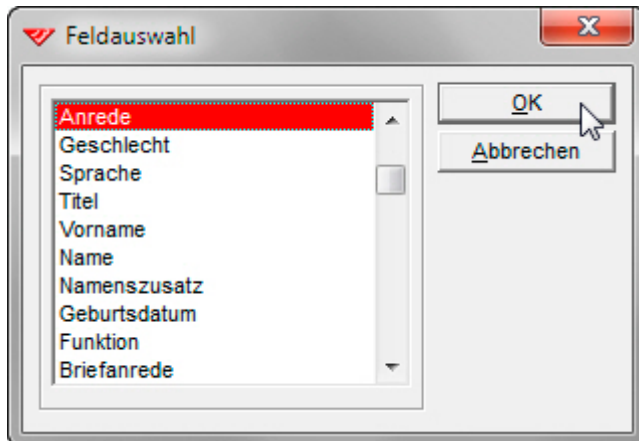 Feldauswahl
Anrede
Geschlecht
Sprache
Titel
Vorname
Name
Namenszusatz
Geburtsdatum
Funktion
Briefanrede
OK
Abbrechen